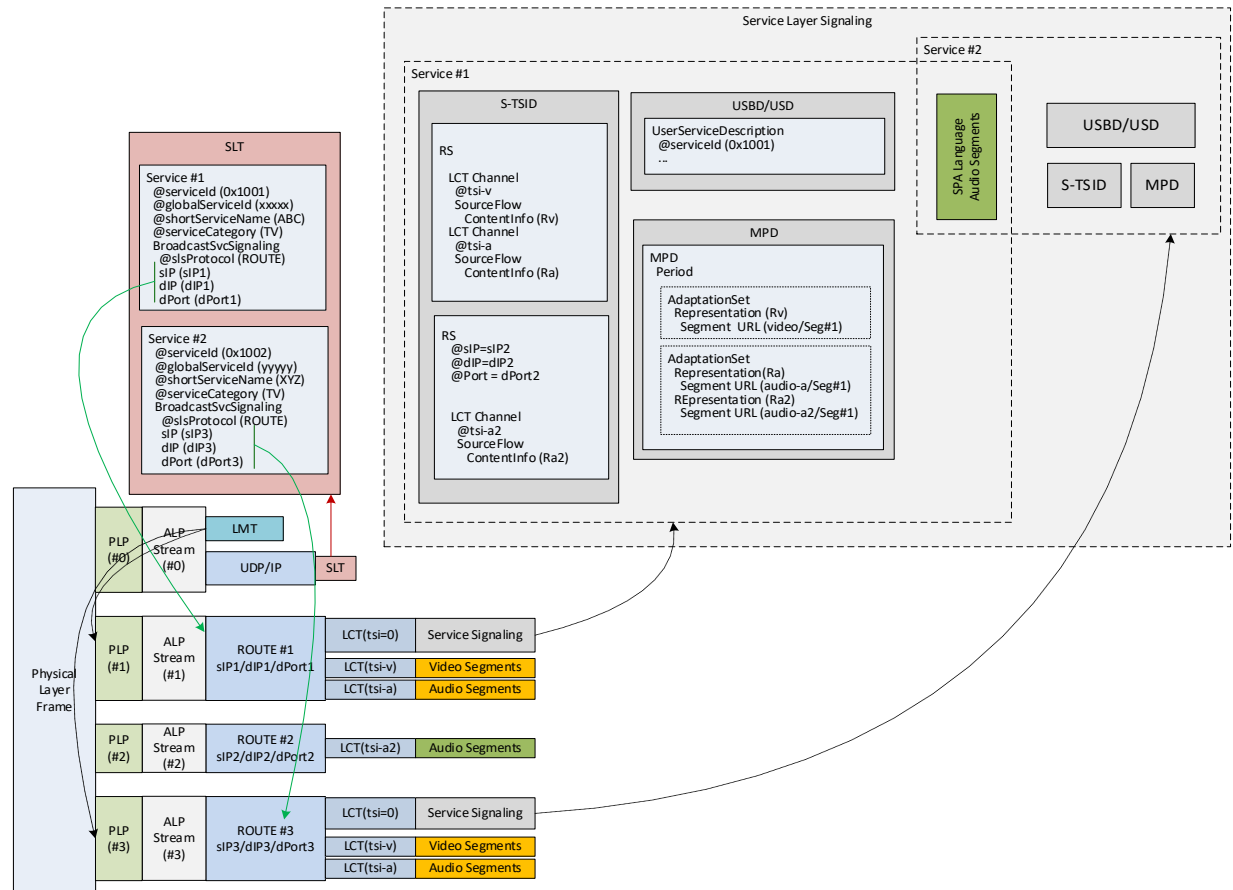 Service Layer Signaling
Service #2
Service #1
S-TSID
RS
LCT Channel
@tsi-v
SourceFlow
ContentInfo (Rv)
LCT Channel
@tsi-a
SourceFlow
ContentInfo (Ra)
RS
@sIP=sIP2
@dIP=dIP2
@Port = dPort2
LCT Channel
@tsi-a2
SourceFlow
ContentInfo (Ra2)
USBD/USD
UserServiceDescription
@serviceId (0x1001)
...
MPD
MPD
Period
AdaptationSet
Representation (Rv)
Segment URL (video/Seg#1)
AdaptationSet
Representation(Ra)
Segment URL (audio-a/Seg#1)
REpresentation (Ra2)
Segment URL (audio-a2/Seg#1)
SPA Language
Audio Segments
USBD/USD
S-TSID
MPD
SLT
Service #1
@serviceId (0x1001)
@globalServiceId (xxxxx)
@shortServiceName (ABC)
@serviceCategory (TV)
BroadcastSvcSignaling
@slsProtocol (ROUTE)
sIP (sIP1)
dIP (dIP1)
dPort (dPort1)
Service #2
@serviceId (0x1002)
@globalServiceId (yyyyy)
@shortServiceName (XYZ)
@serviceCategory (TV)
BroadcastSvcSignaling
@slsProtocol (ROUTE)
sIP (sIP3)
dIP (dIP3)
dPort (dPort3)
Physical
Layer
Frame
PLP
(#0)
ALP
Stream
(#0)
LMT
UDP/IP
SLT
PLP
(#1)
ALP
Stream
(#1)
ROUTE #1
sIP1/dIP1/dPort1
LCT(tsi=0)
Service Signaling
LCT(tsi-v)
Video Segments
LCT(tsi-a)
Audio Segments
PLP
(#2)
ALP
Stream
(#2)
ROUTE #2
sIP2/dIP2/dPort2
LCT(tsi-a2)
Audio Segments
PLP
(#3)
ALP
Stream
(#3)
ROUTE #3
sIP3/dIP3/dPort3
LCT(tsi=0)
Service Signaling
LCT(tsi-v)
Video Segments
LCT(tsi-a)
Audio Segments